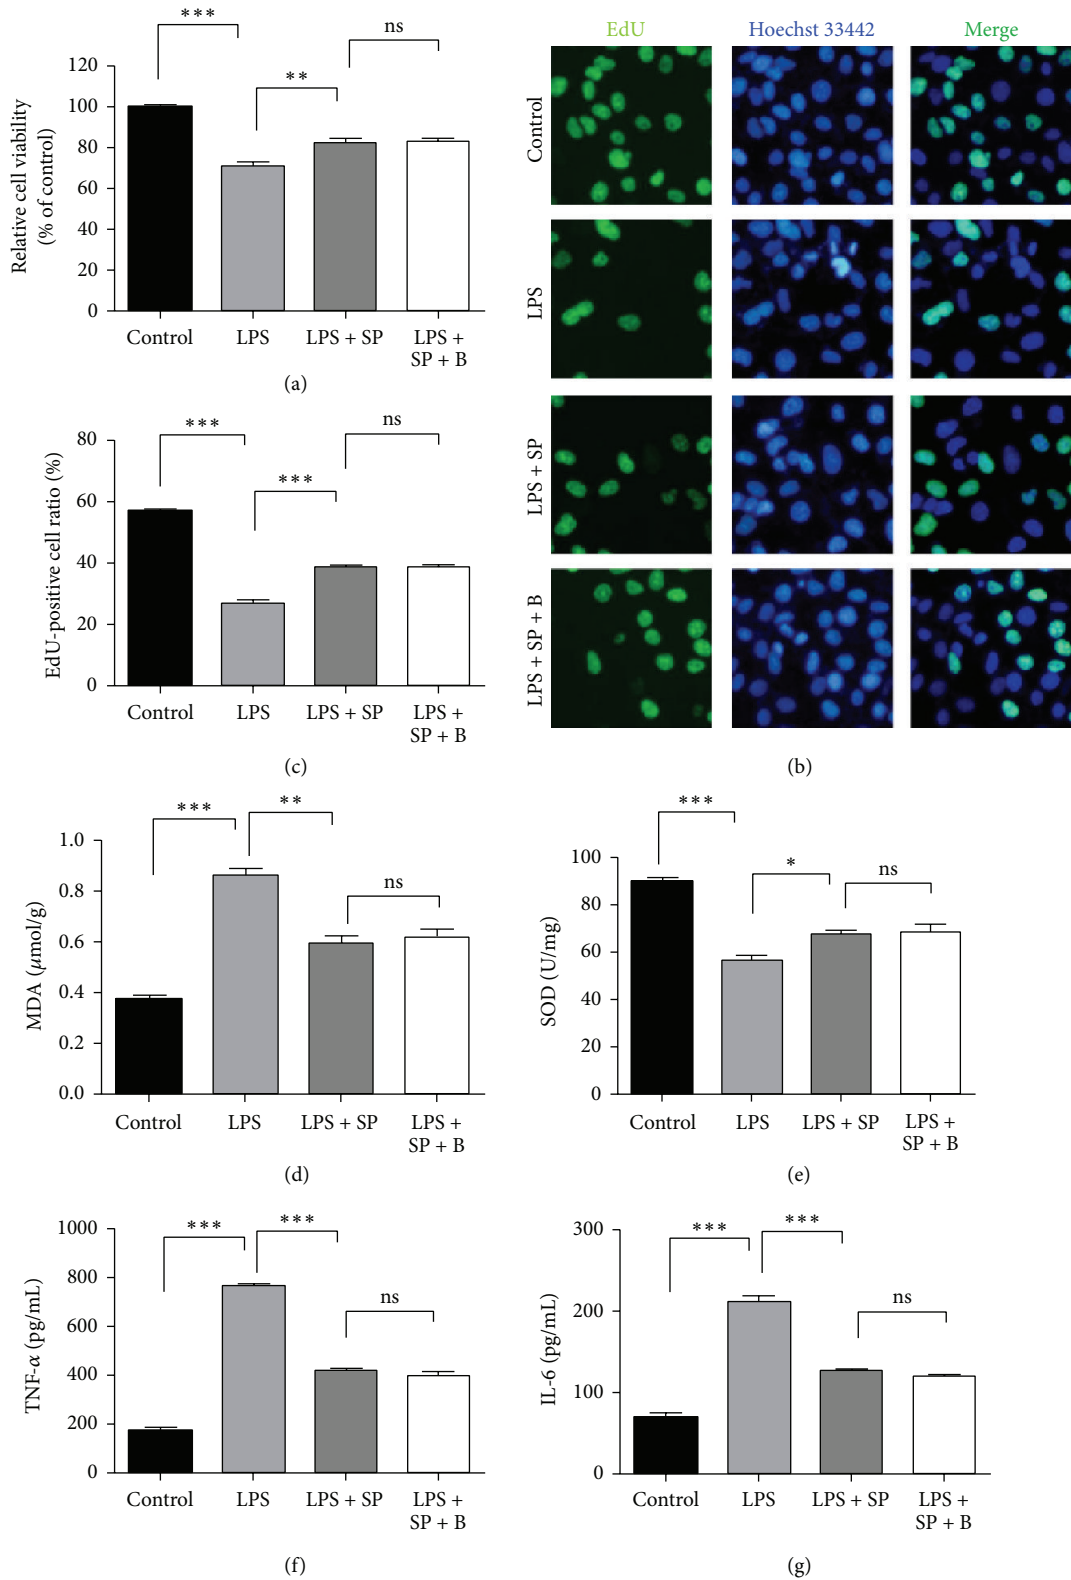 ***
ns
**
120
100
80
60
40
20
0
Relative cell viability
(% of control)
Control
LPS
LPS + SP
LPS +
SP + B
(a)
EdU
Hoechst 33442
Merge
Control
LPS
LPS + SP
LPS + SP + B
(b)
***
ns
***
80
60
40
20
0
EdU-positive cell ratio (%)
Control
LPS
LPS + SP
LPS +
SP + B
(c)
***
**
ns
1.0
0.8
0.6
0.4
0.2
0.0
MDA (μmol/g)
Control
LPS
LPS + SP
LPS +
SP + B
(d)
***
*
ns
100
80
60
40
20
0
SOD (U/mg)
Control
LPS
LPS + SP
LPS +
SP + B
(e)
***
***
ns
1000
800
600
400
200
0
TNF-α (pg/mL)
Control
LPS
LPS + SP
LPS +
SP + B
(f)
***
***
ns
300
200
100
0
IL-6 (pg/mL)
Control
LPS
LPS + SP
LPS +
SP + B
(g)